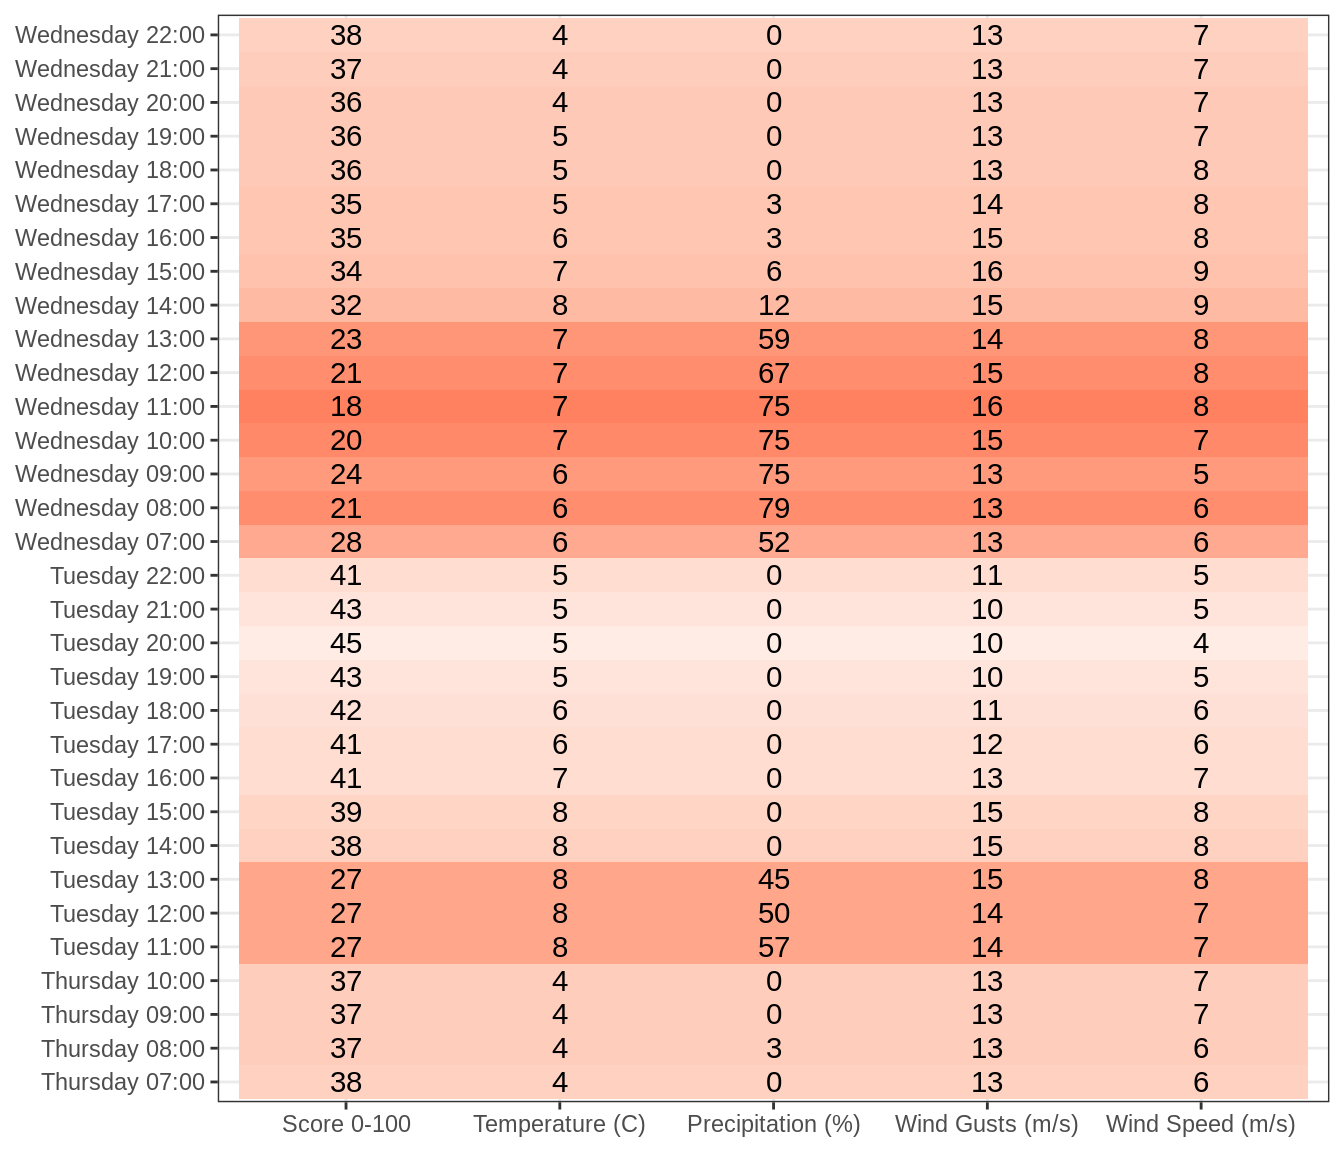 Wednesday 22:00 38 4 0 13 7
Wednesday 21:00 37 4 0 13 7
Wednesday 20:00 36 4 0 13 7
Wednesday 19:00 36 5 0 13 7
Wednesday 18:00 36 5 0 13 8
Wednesday 17:00 35 5 3 14 8
Wednesday 16:00 35 6 3 15 8
Wednesday 15:00 34 7 6 16 9
Wednesday 14:00 32 8 12 15 9
Wednesday 13:00 23 7 59 14 8
Wednesday 12:00 21 7 67 15 8
Wednesday 11:00 18 7 75 16 8
Wednesday 10:00 20 7 75 15 7
Wednesday 09:00 24 6 75 13 5
Wednesday 08:00 21 6 79 13 6
Wednesday 07:00 28 6 52 13 6
Tuesday 22:00 41 5 0 11 5
Tuesday 21:00 43 5 0 10 5
Tuesday 20:00 45 5 0 10 4
Tuesday 19:00 43 5 0 10 5
Tuesday 18:00 42 6 0 11 6
Tuesday 17:00 41 6 0 12 6
Tuesday 16:00 41 7 0 13 7
Tuesday 15:00 39 8 0 15 8
Tuesday 14:00 38 8 0 15 8
Tuesday 13:00 27 8 45 15 8
Tuesday 12:00 27 8 50 14 7
Tuesday 11:00 27 8 57 14 7
Thursday 10:00 37 4 0 13 7
Thursday 09:00 37 4 0 13 7
Thursday 08:00 37 4 3 13 6
Thursday 07:00 38 4 0 13 6
Score 0-100 Temperature (C) Precipitation (%) Wind Gusts (m/s) Wind Speed (m/s)